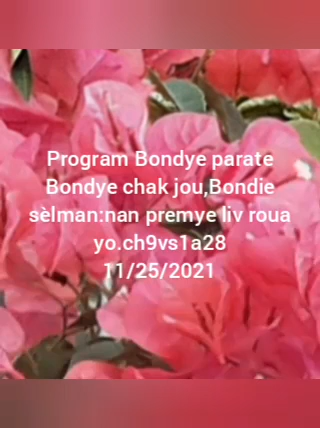 Program Bondye parate
Bondye chak jou,Bondie
sèlman:nan premye liv roua
yo.ch9vs1a28
11/25/2021